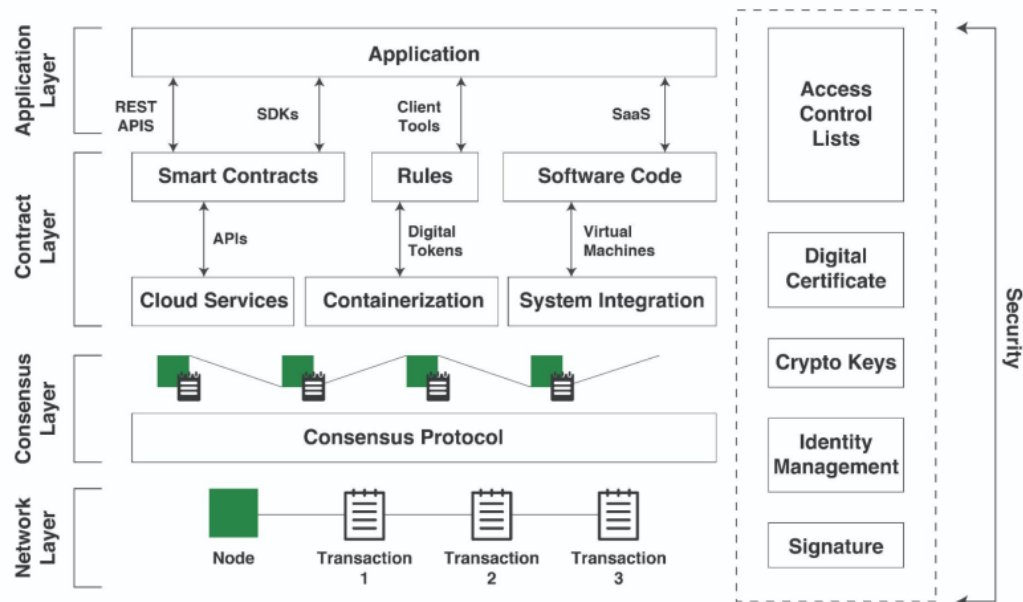 Application
Layer
Application
REST
APIS
SDKs
Client
Tools
SaaS
Contract
Layer
Smart Contracts
Rules
Software Code
APIs
Digital
Tokens
Virtual
Machines
Cloud Services
Containerization
System Integration
Consensus
Layer
Consensus Protocol
Network
Layer
Node
Transaction
1
Transaction
2
Transaction
3
Access
Control
Lists
Digital
Certificate
Crypto Keys
Identity
Management
Signature
Security